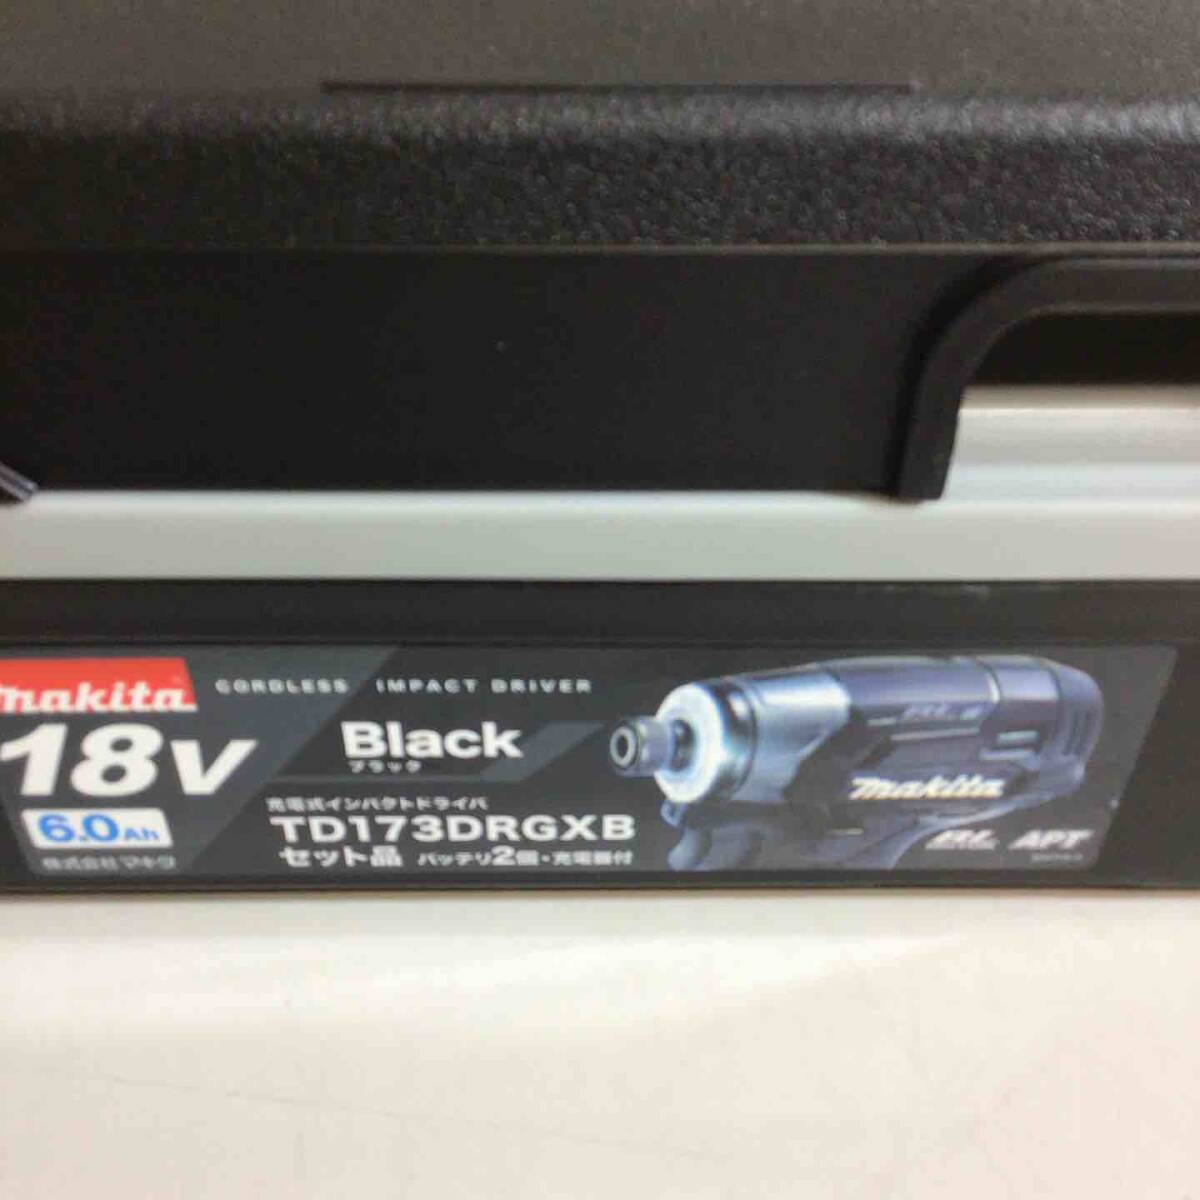 makita
CORDLESS IMPACT DRIVER
18V
Black
ブラック
6.0Ah
充電式インパクトドライバ
TD173DRGXB
株式会社 マキタ
セット品 バッテリ2個・充電器付
makita
APT